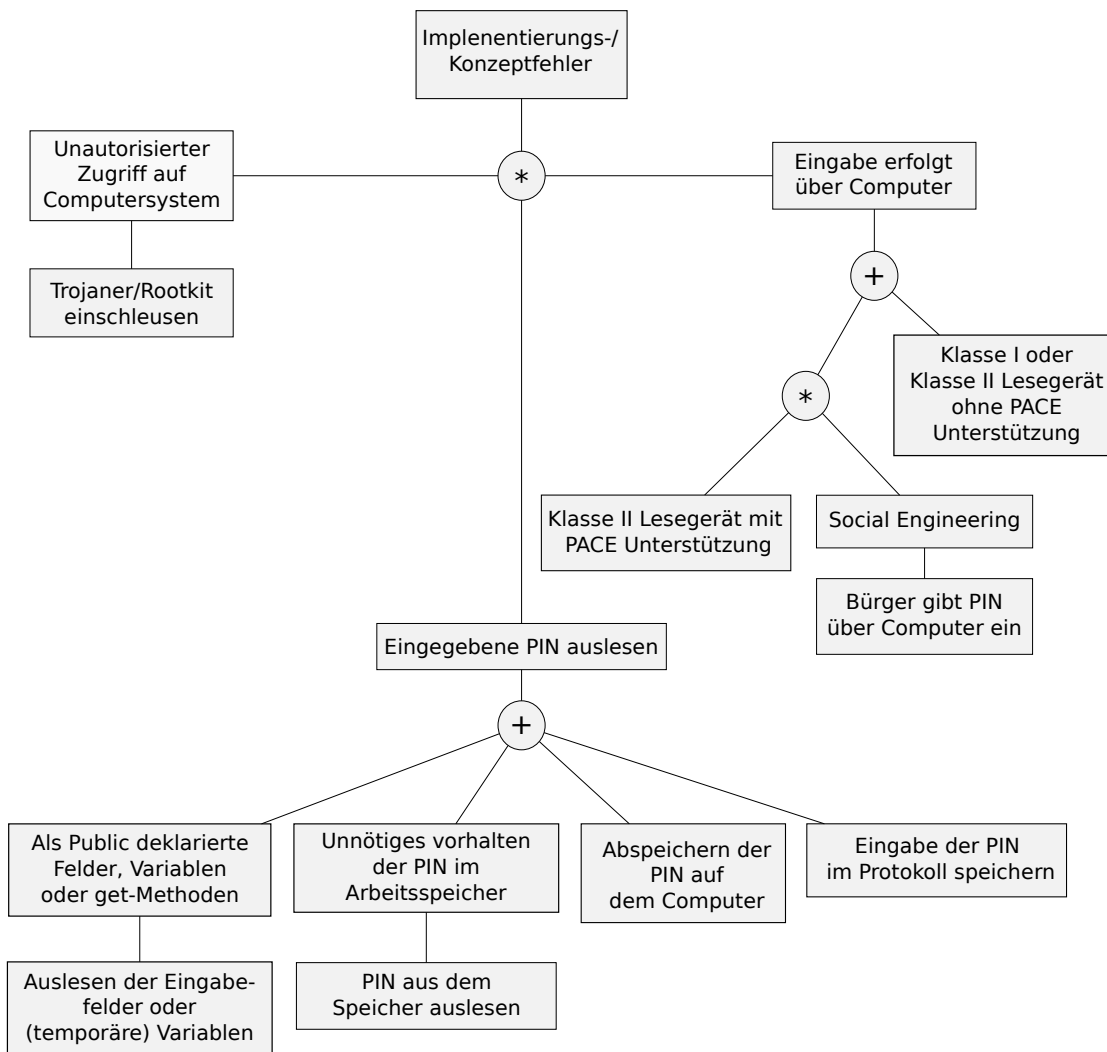 Implenentierungs-/
Konzeptfehler
Unautorisierter
Zugriff auf
Computersystem
*
Eingabe erfolgt
über Computer
Trojaner/Rootkit
einschleusen
+
Klasse I oder
Klasse II Lesegerät
ohne PACE
Unterstützung
*
Klasse II Lesegerät mit
PACE Unterstützung
Social Engineering
Bürger gibt PIN
über Computer ein
Eingegebene PIN auslesen
+
Als Public deklarierte
Felder, Variablen
oder get-Methoden
Unnötiges vorhalten
der PIN im
Arbeitsspeicher
Abspeichern der
PIN auf
dem Computer
Eingabe der PIN
im Protokoll speichern
Auslesen der Eingabe-
felder oder
(temporäre) Variablen
PIN aus dem
Speicher auslesen